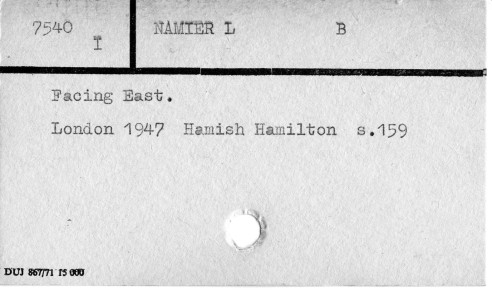 7540 NAMIER L B
I
Facing East.
London 1947 Hamish Hamilton s.159
DUJ 867/71 15 000